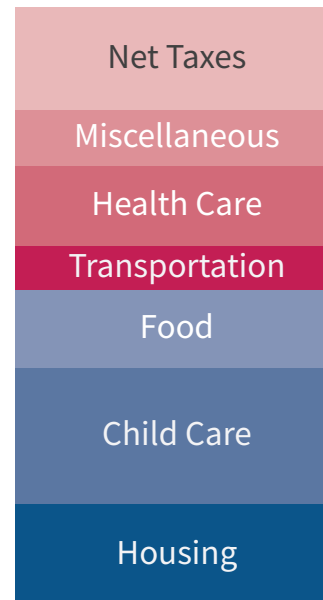 Net Taxes
Miscellaneous
Health Care
Transportation
Food
Child Care
Housing